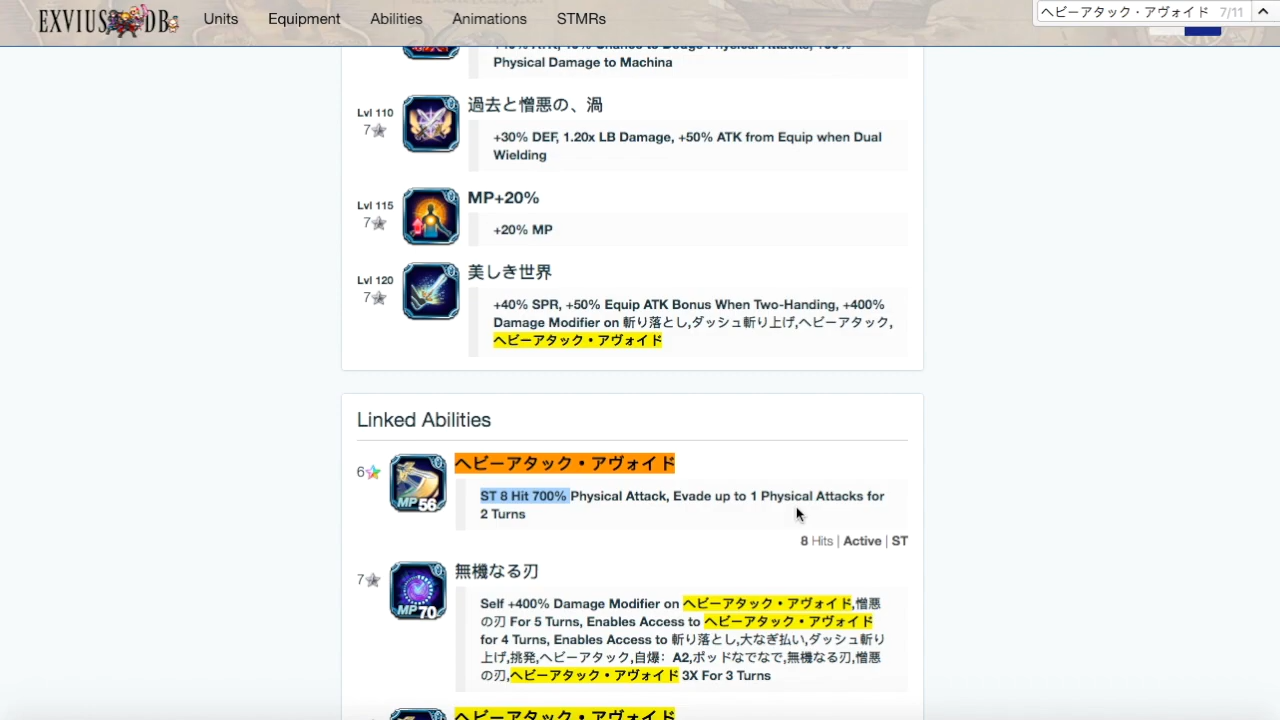 EXVIUS DB
Units Equipment Abilities Animations STMRs
ヘビーアタック・アヴォイド 7/11
Physical Damage to Machina
Lvl 110
7
過去と憎悪の、渦
+30% DEF, 1.20x LB Damage, +50% ATK from Equip when Dual
Wielding
Lvl 115
7
MP+20%
+20% MP
Lvl 120
7
美しき世界
+40% SPR, +50% Equip ATK Bonus When Two-Handing, +400%
Damage Modifier on 斬り落とし,ダッシュ斬り上げ,ヘビーアタック,
ヘビーアタック・アヴォイド
Linked Abilities
6
MP56
ヘビーアタック・アヴォイド
ST 8 Hit 700% Physical Attack, Evade up to 1 Physical Attacks for
2 Turns
8 Hits | Active | ST
7
MP70
無機なる刃
Self +400% Damage Modifier on ヘビーアタック・アヴォイド,憎悪
の刃 For 5 Turns, Enables Access to ヘビーアタック・アヴォイド
for 4 Turns, Enables Access to 斬り落とし,大なぎ払い,ダッシュ斬り
上げ,挑発,ヘビーアタック,自爆：A2,ポッドなでなで,無機なる刃,憎悪
の刃,ヘビーアタック・アヴォイド 3X For 3 Turns
ヘビーアタック・アヴォイド